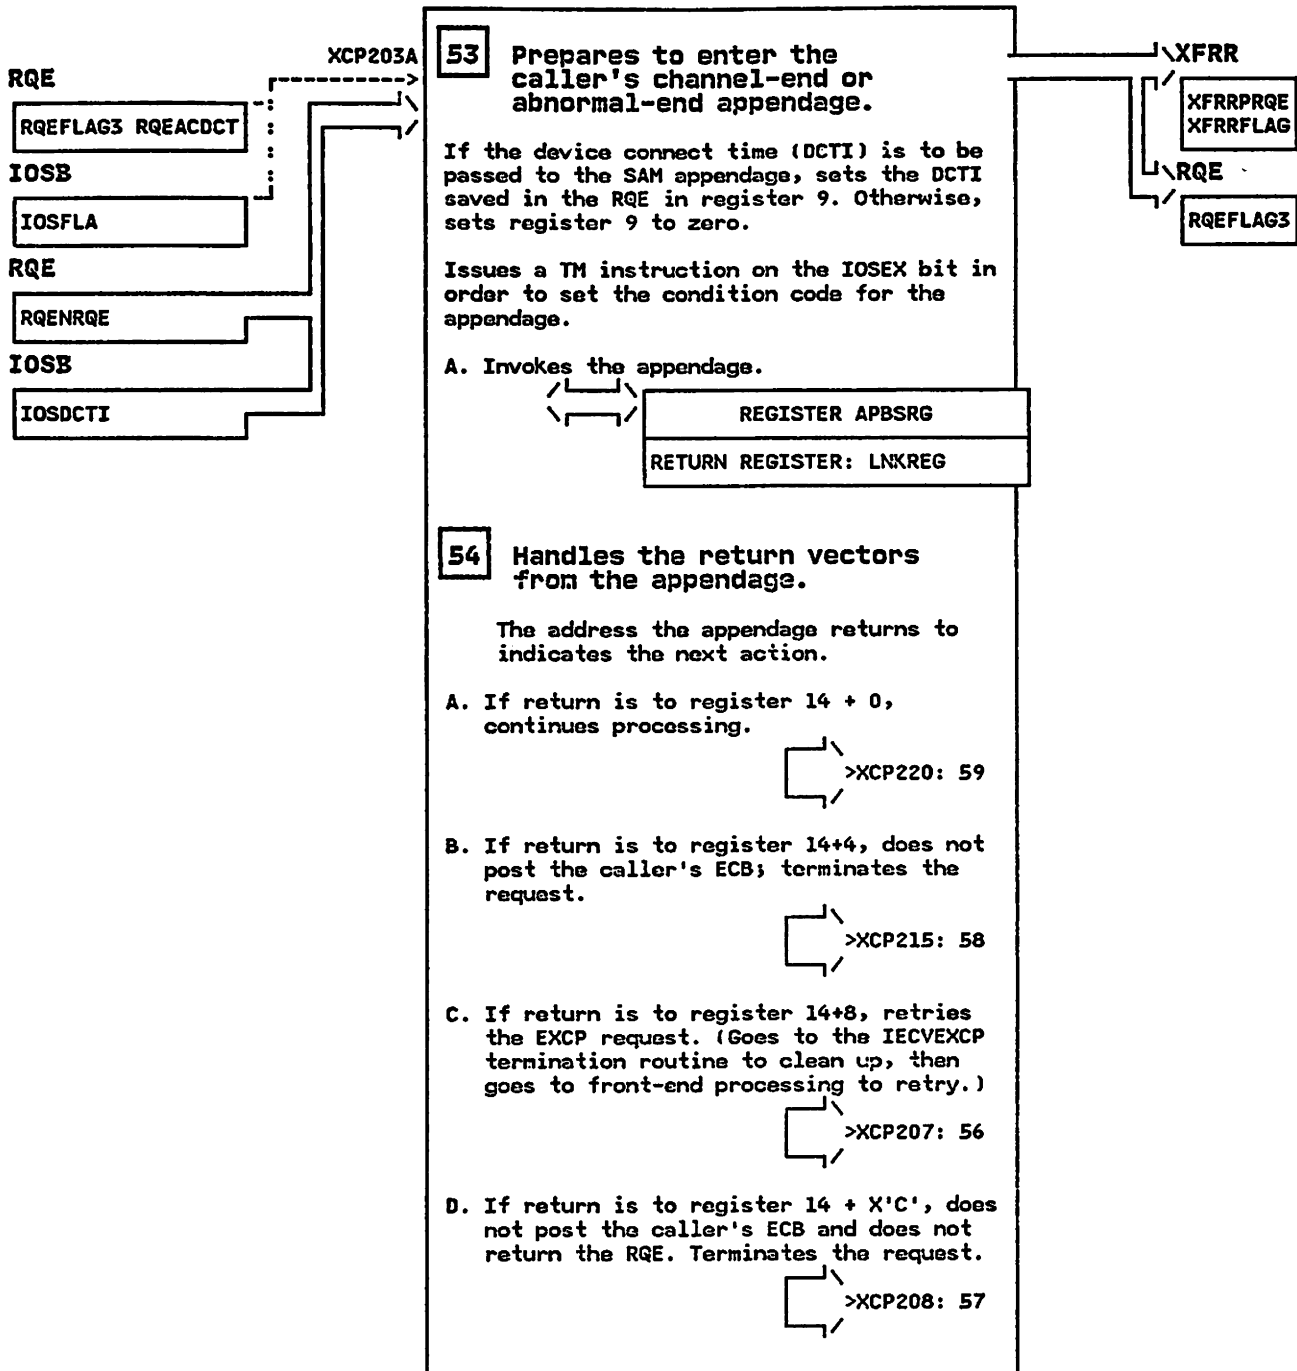 XCP203A
RQE
RQEFLAG3 RQEACDCT
IOSB
IOSFLA
RQE
RQENRQE
IOSB
IOSDCTI
53 Prepares to enter the
caller's channel-end or
abnormal-end appendage.
If the device connect time (DCTI) is to be
passed to the SAM appendage, sets the DCTI
saved in the RQE in register 9. Otherwise,
sets register 9 to zero.
Issues a TM instruction on the IOSEX bit in
order to set the condition code for the
appendage.
A. Invokes the appendage.
REGISTER APBSRG
RETURN REGISTER: LNKREG
54 Handles the return vectors
from the appendage.
The address the appendage returns to
indicates the next action.
A. If return is to register 14 + 0,
continues processing.
>XCP220: 59
B. If return is to register 14+4, does not
post the caller's ECB; terminates the
request.
>XCP215: 58
C. If return is to register 14+8, retries
the EXCP request. (Goes to the IECVEXCP
termination routine to clean up, then
goes to front-end processing to retry.)
>XCP207: 56
D. If return is to register 14 + X'C', does
not post the caller's ECB and does not
return the RQE. Terminates the request.
>XCP208: 57
XFRR
XFRRPRQE
XFRRFLAG
RQE
RQEFLAG3